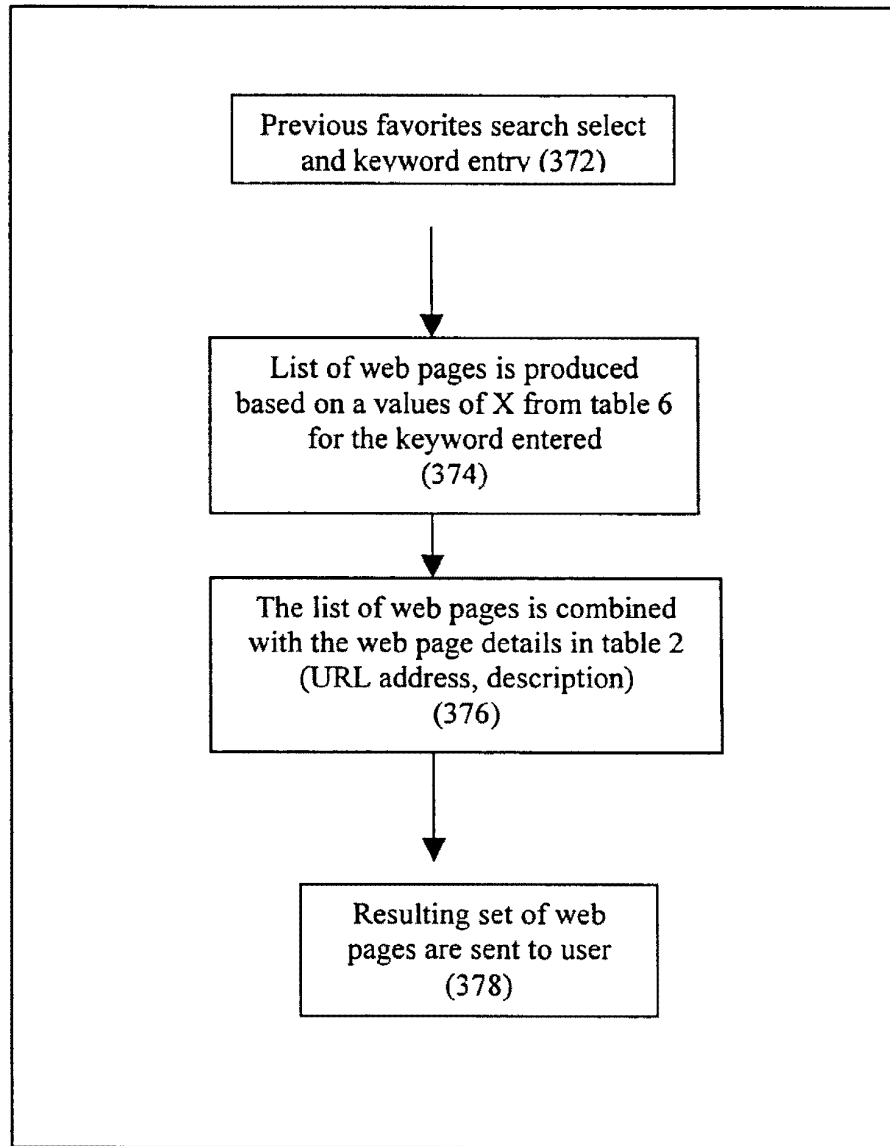 Previous favorites search select
and keyword entry (372)
List of web pages is produced
based on a values of X from table 6
for the keyword entered
(374)
The list of web pages is combined
with the web page details in table 2
(URL address, description)
(376)
Resulting set of web
pages are sent to user
(378)